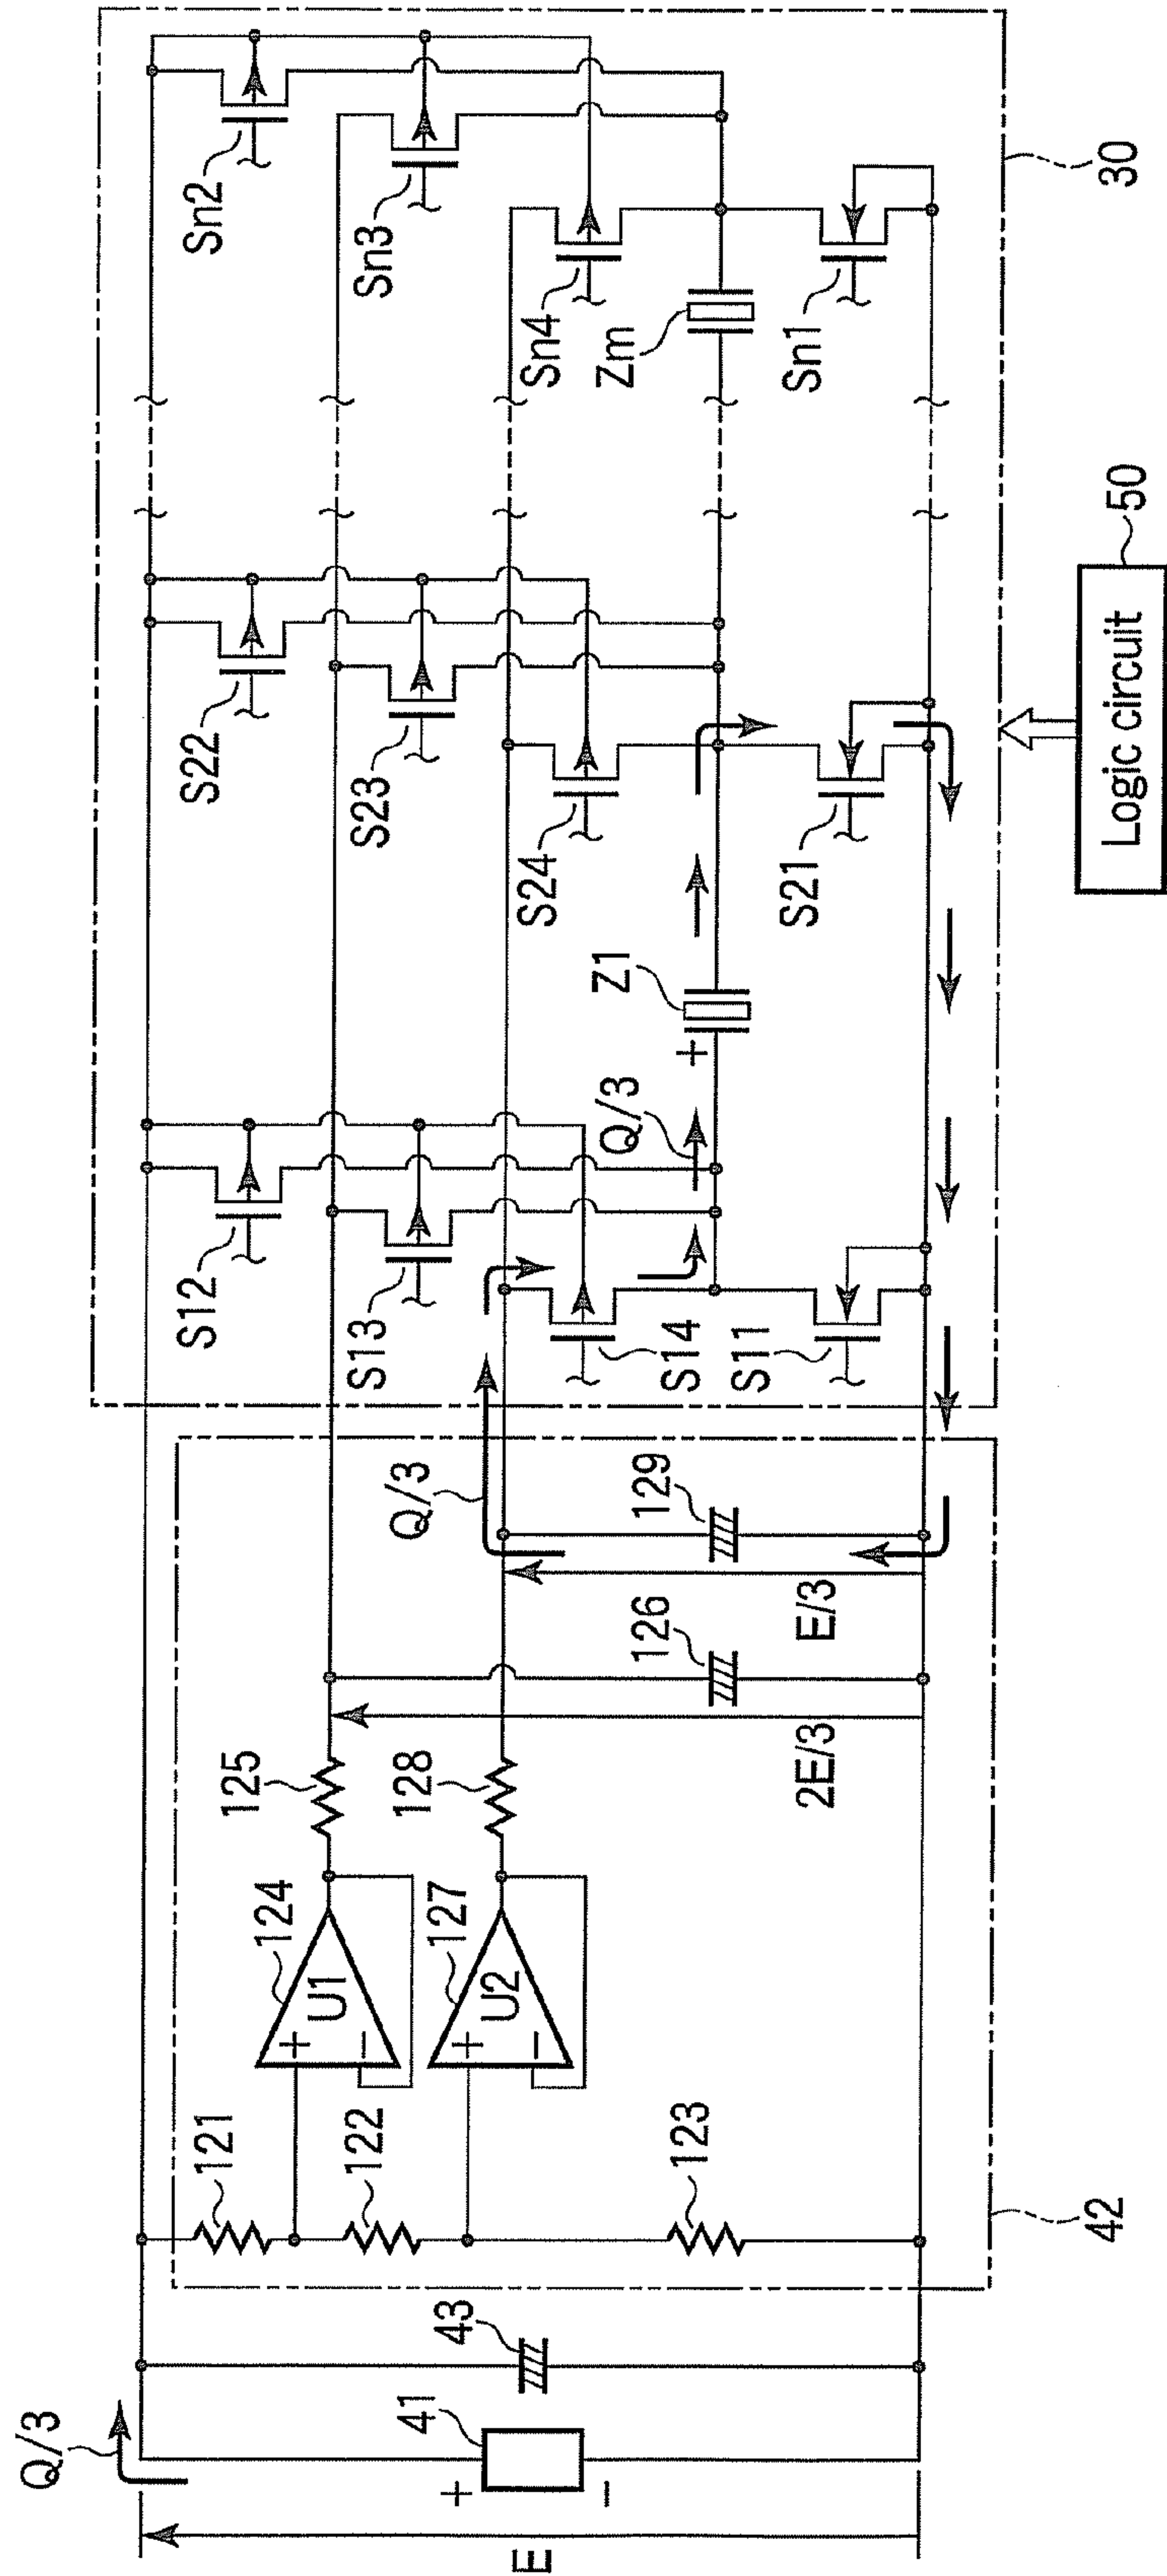 Q/3
E
+
41
−
43
121
122
123
42
+
−
U1
124
+
−
U2
127
125
128
2E/3
126
E/3
129
Q/3
S12
S13
S14
S11
Q/3
+
Z1
S22
S23
S24
S21
Sn2
Sn3
Sn4
Zm
Sn1
30
Logic circuit
50